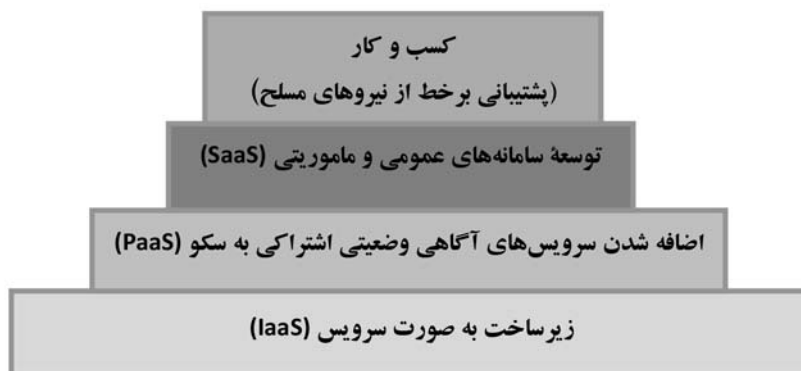 کسب و کار
(پشتیبانی برخط از نیروهای مسلح)
توسعهٔ سامانه‌های عمومی و ماموریتی (SaaS)
اضافه شدن سرویس‌های آگاهی وضعیتی اشتراکی به سکو (PaaS)
زیرساخت به صورت سرویس (IaaS)